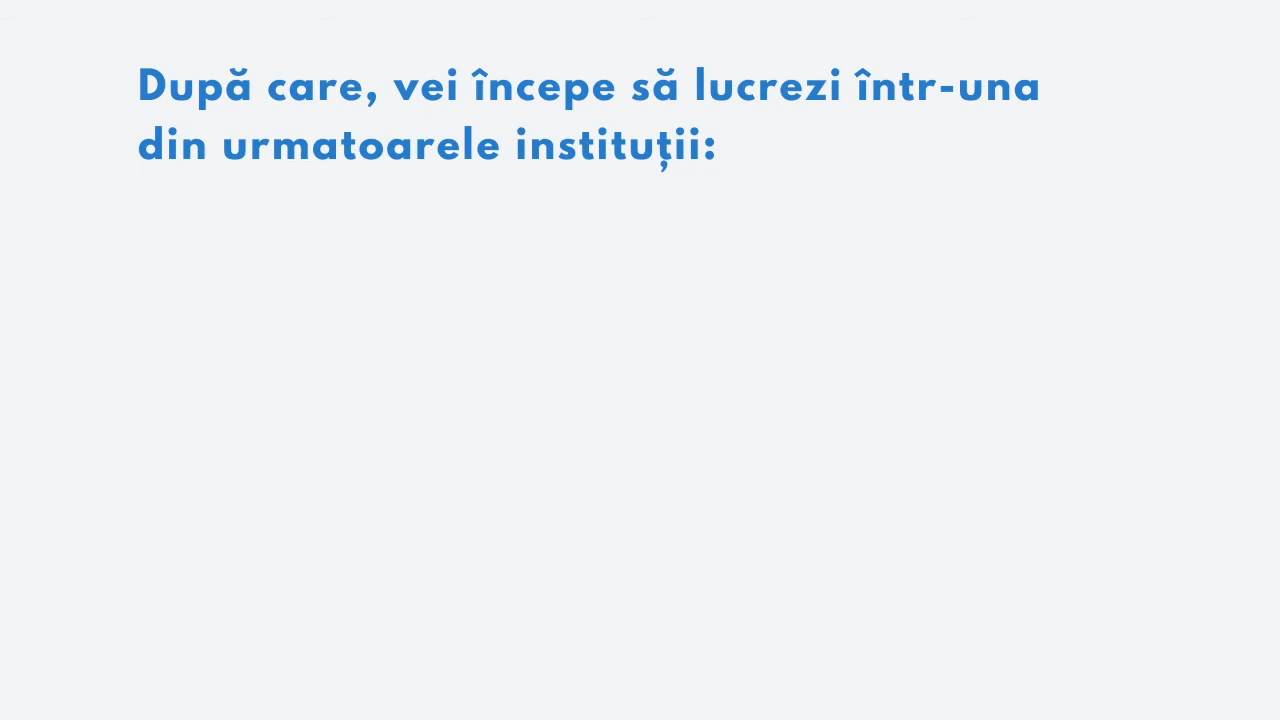 După care, vei începe să lucrezi într-una
din urmatoarele instituții: